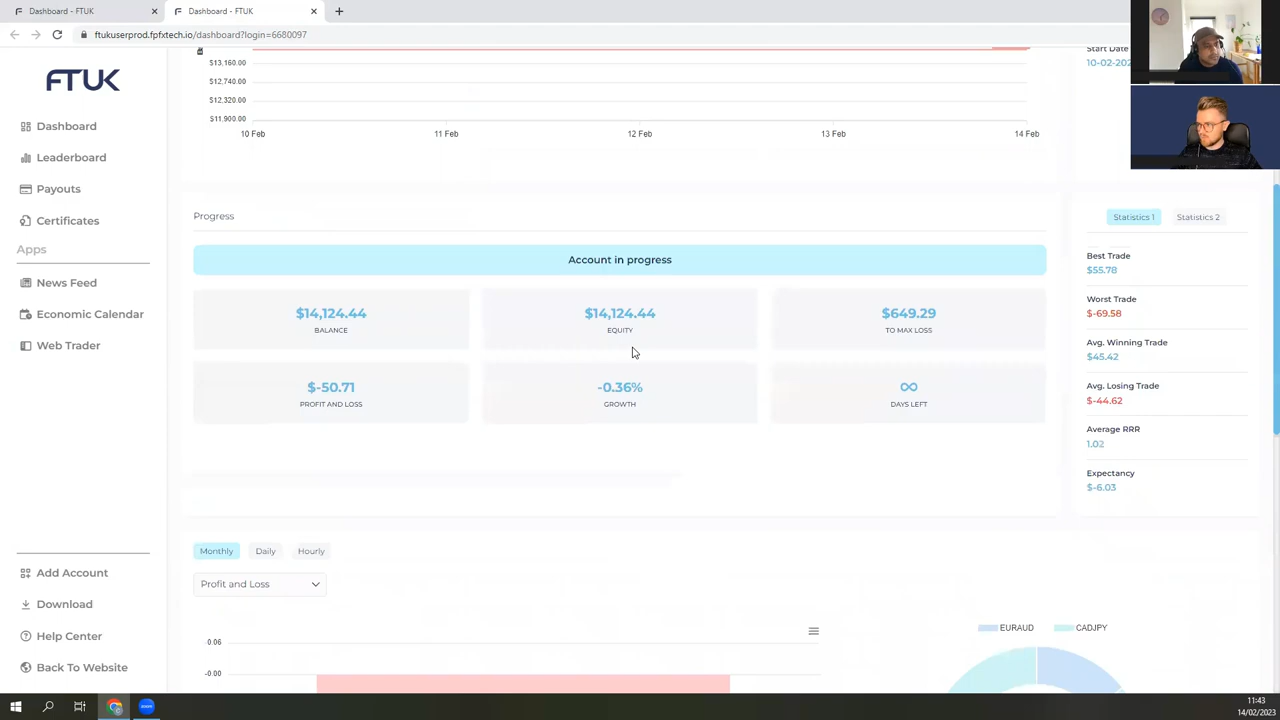 Dashboard - FTUK
Dashboard - FTUK
ftukuserprod.fpfxtech.io/dashboard?login=6680097
FTUK
Dashboard
Leaderboard
Payouts
Certificates
Apps
News Feed
Economic Calendar
Web Trader
Add Account
Download
Help Center
Back To Website
$13,160.00
$12,740.00
$12,320.00
$11,900.00
10 Feb
11 Feb
12 Feb
13 Feb
14 Feb
Start Date
Progress
Account in progress
$14,124.44
BALANCE
$14,124.44
EQUITY
$649.29
TO MAX LOSS
$-50.71
PROFIT AND LOSS
-0.36%
GROWTH
∞
DAYS LEFT
Statistics 1
Statistics 2
Best Trade
$55.78
Worst Trade
$-69.58
Avg. Winning Trade
$45.42
Avg. Losing Trade
$-44.62
Average RRR
1.02
Expectancy
$-6.03
Monthly
Daily
Hourly
Profit and Loss
0.06
-0.00
EURAUD
CADJPY
11:43
14/02/2023